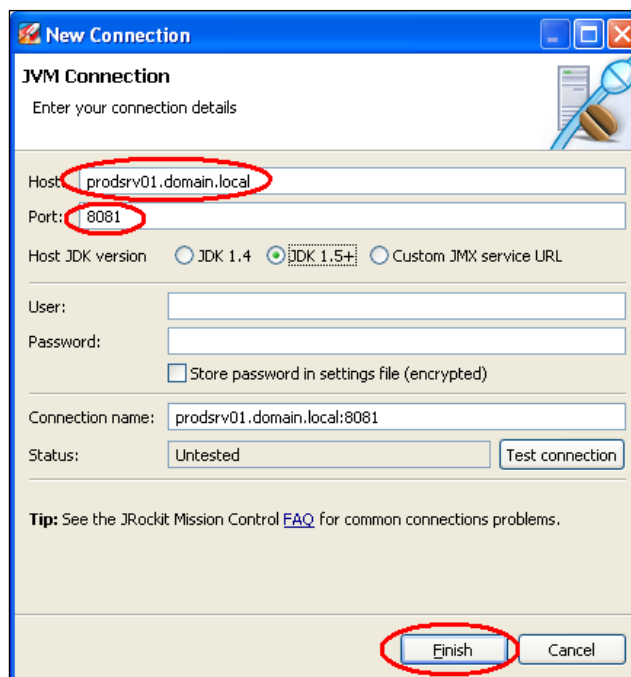 New Connection
JVM Connection
Enter your connection details
Host: prodsrv01.domain.local
Port: 8081
Host JDK version JDK 1.4 JDK 1.5+ Custom JMX service URL
User:
Password:
Store password in settings file (encrypted)
Connection name: prodsrv01.domain.local:8081
Status: Untested Test connection
Tip: See the JRockit Mission Control FAQ for common connections problems.
Finish Cancel